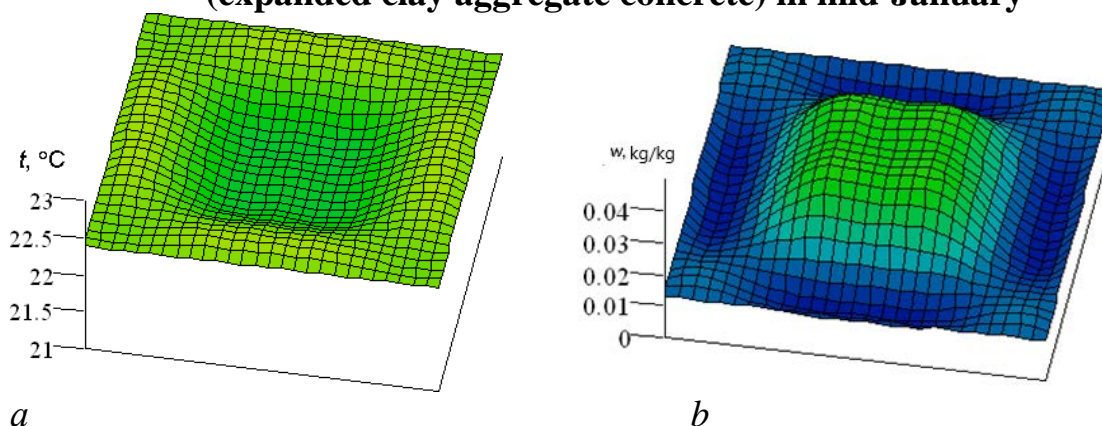 (expanded clay aggregate concrete) in mid-January
t, °C
23
22.5
22
21.5
21
a
w, kg/kg
0.04
0.03
0.02
0.01
0
b